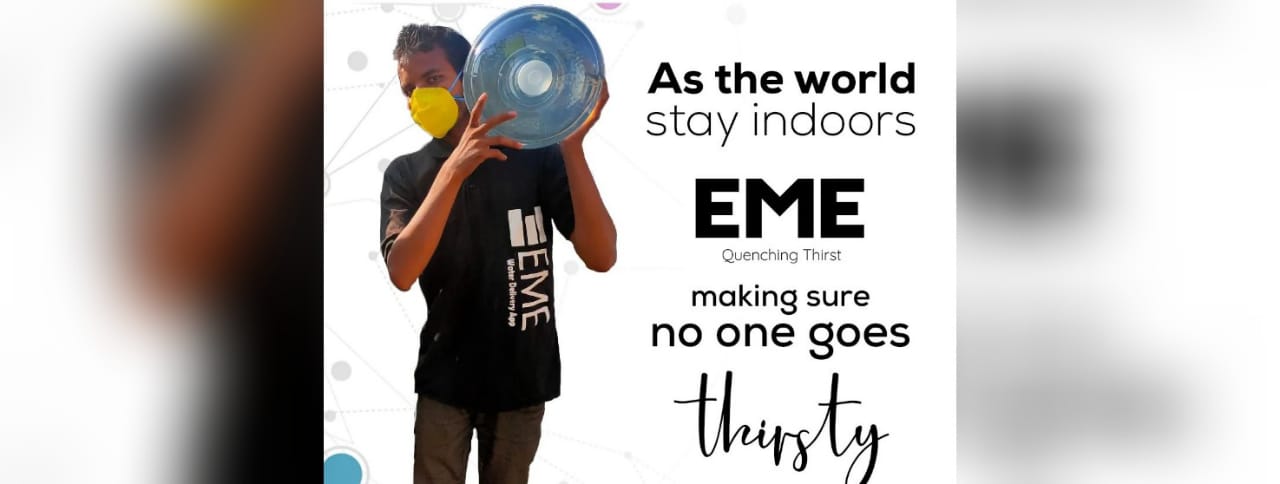 As the world
stay indoors
EME
Quenching Thirst
making sure
no one goes
thirsty
EME
Water Delivery App